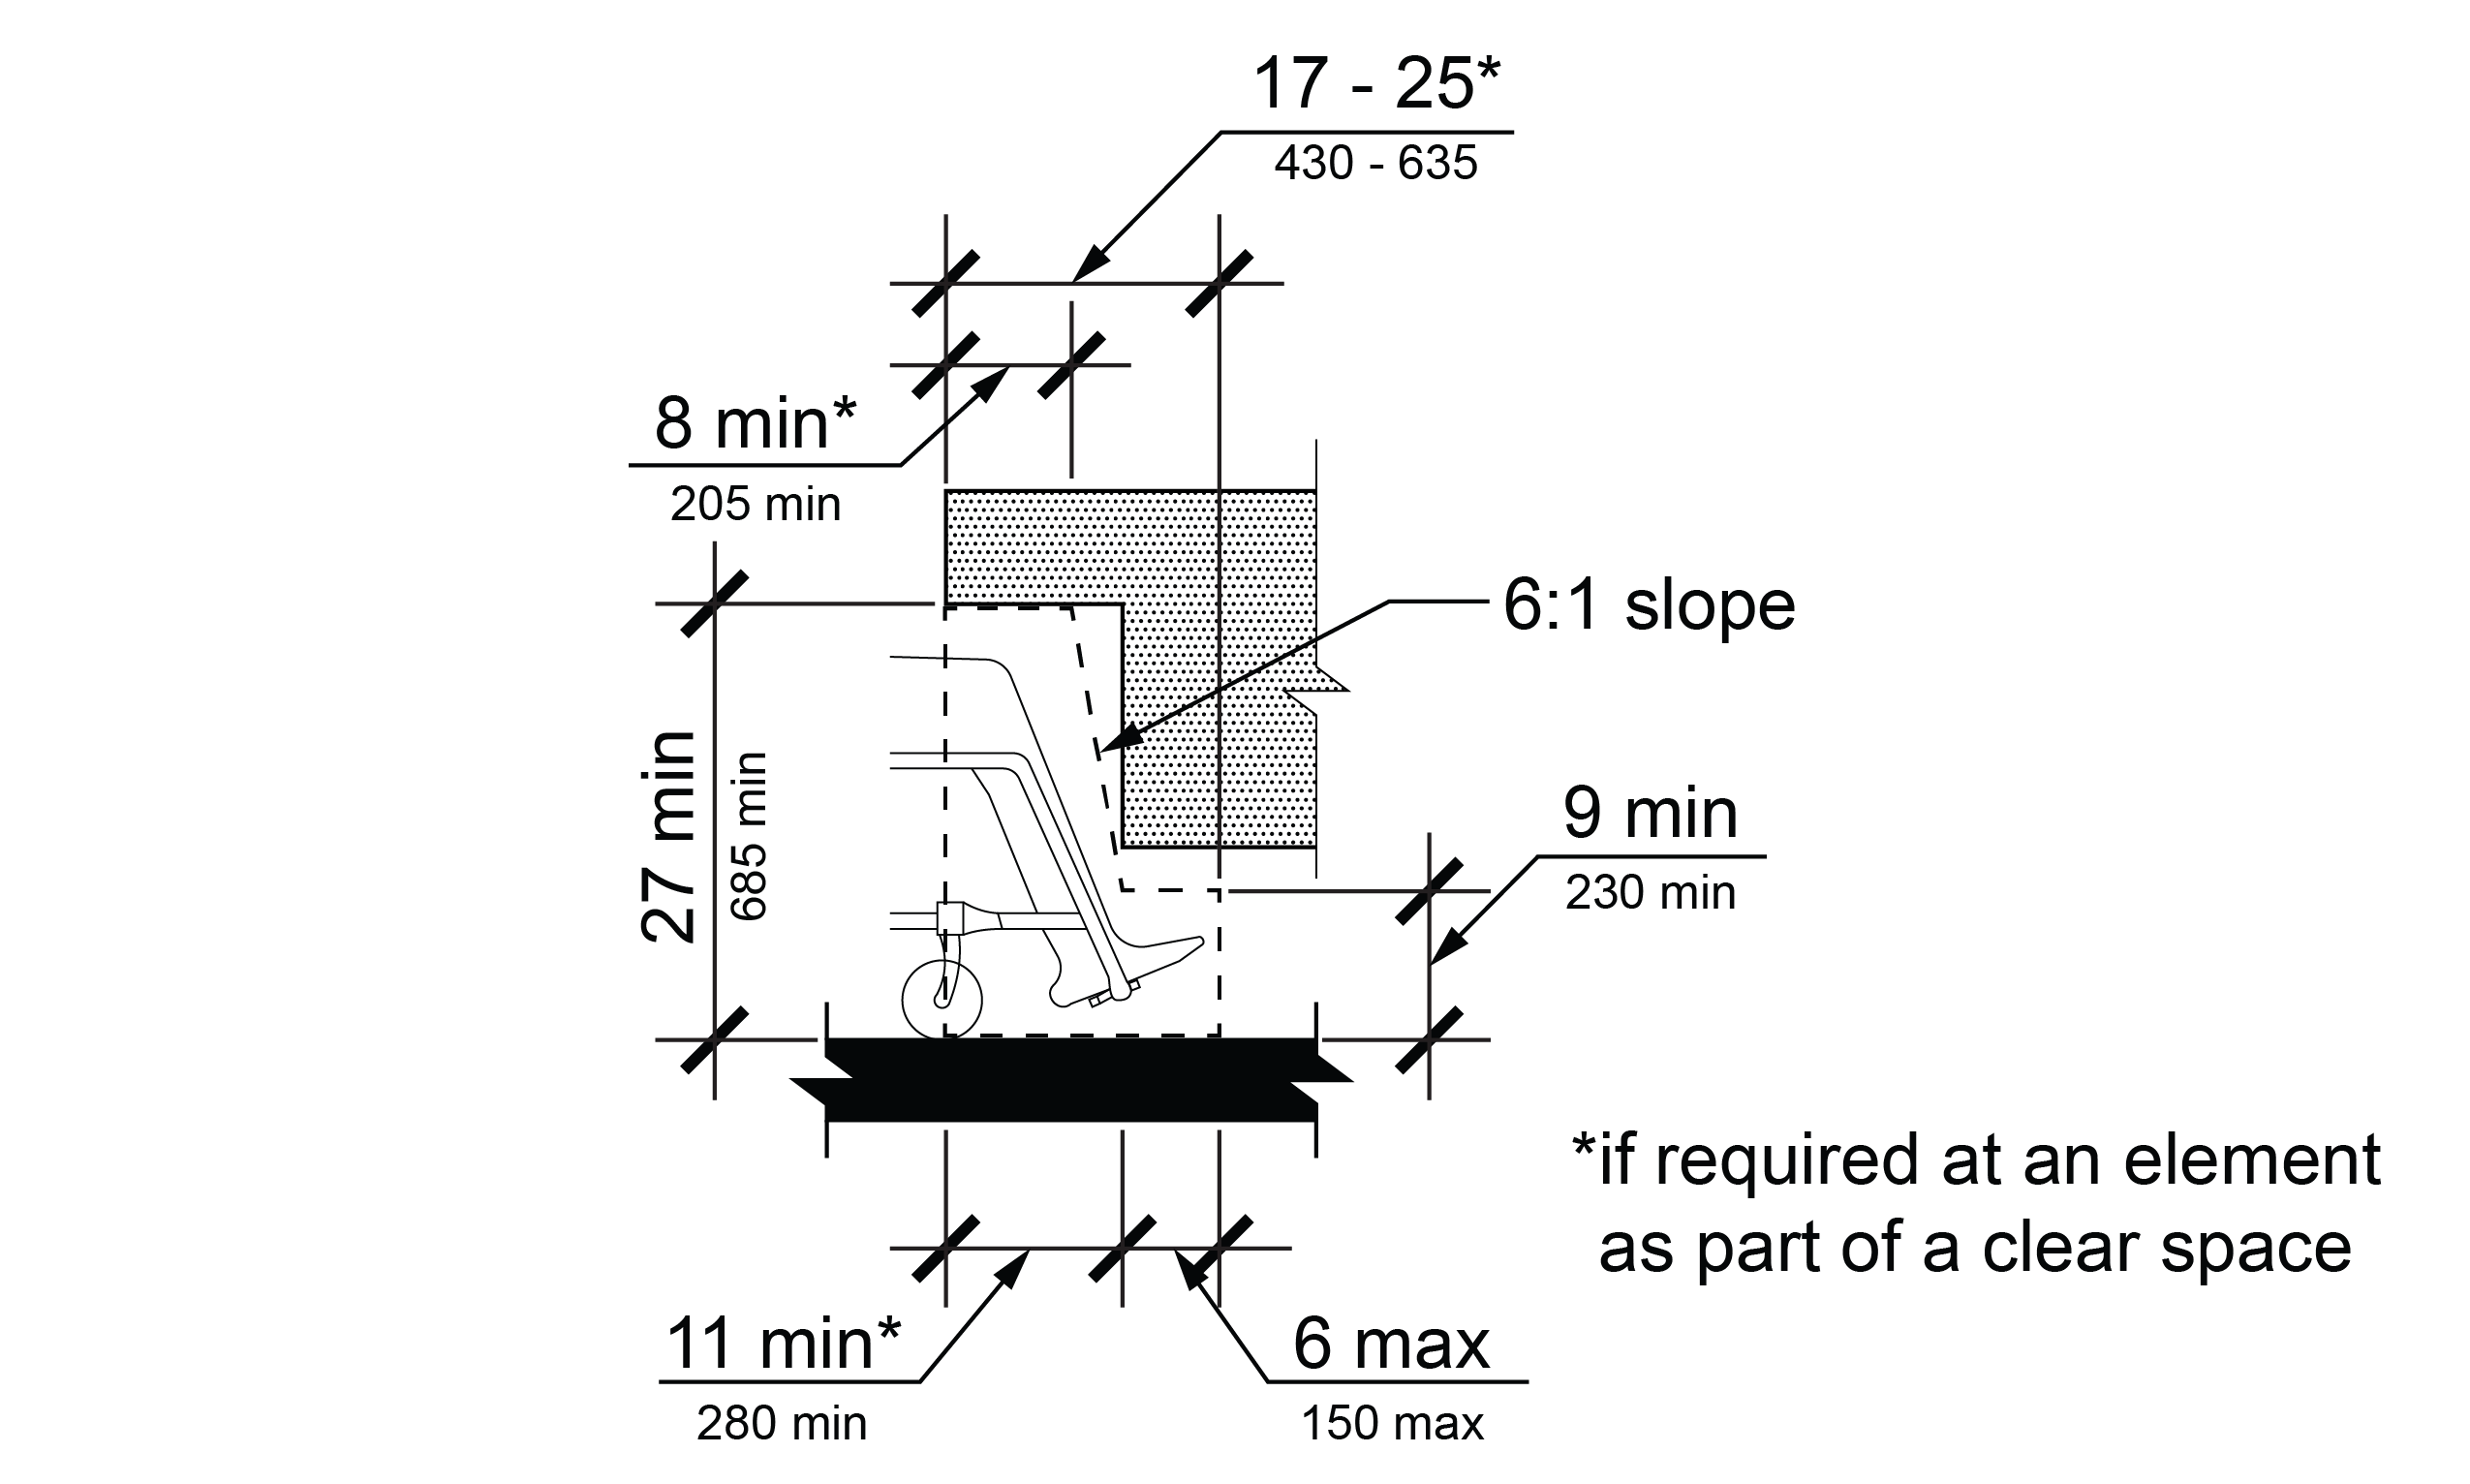 17 - 25*
430 - 635
8 min*
205 min
6:1 slope
27 min
685 min
9 min
230 min
*if required at an element
as part of a clear space
11 min*
280 min
6 max
150 max